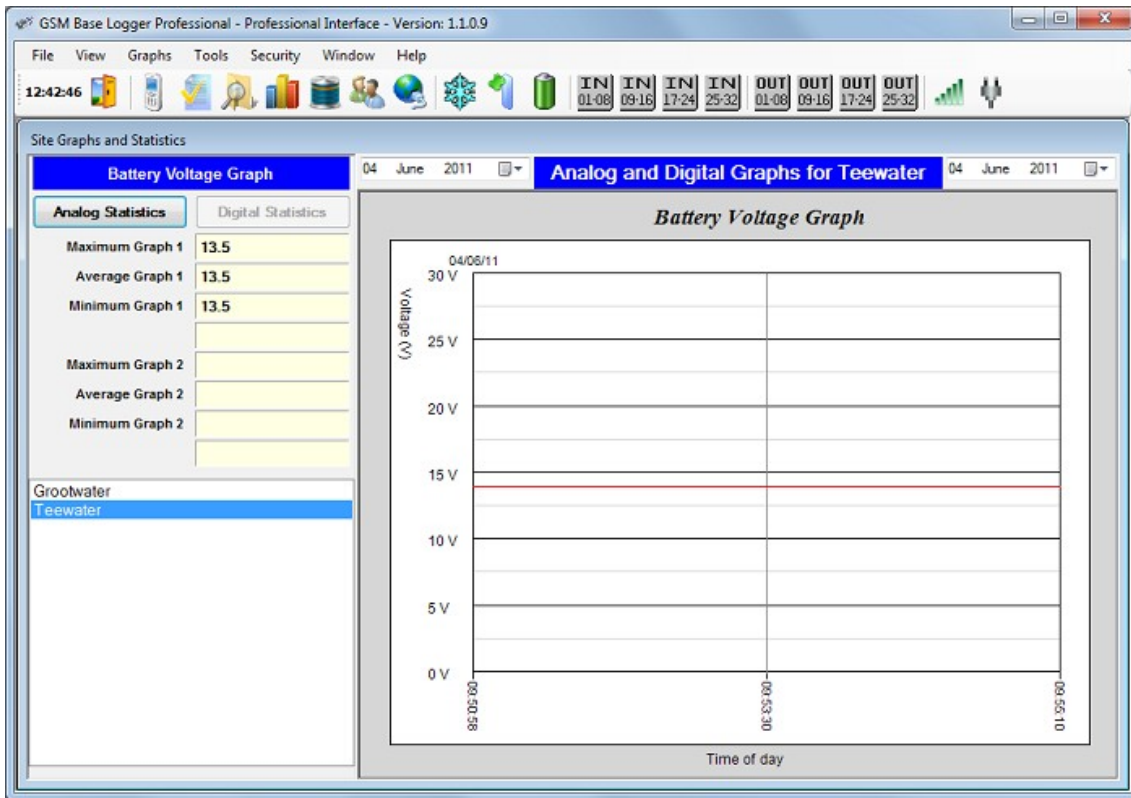 GSM Base Logger Professional - Professional Interface - Version: 1.1.0.9
File View Graphs Tools Security Window Help
12:42:46 IN 01-08 IN 09-16 IN 17-24 IN 25-32 OUT 01-08 OUT 09-16 OUT 17-24 OUT 25-32
Site Graphs and Statistics
Battery Voltage Graph
04 June 2011
Analog and Digital Graphs for Teewater
04 June 2011
Analog Statistics Digital Statistics
Maximum Graph 1 13.5
Average Graph 1 13.5
Minimum Graph 1 13.5
Maximum Graph 2
Average Graph 2
Minimum Graph 2
Grootwater
Teewater
Battery Voltage Graph
04/06/11
Voltage (V)
30 V
25 V
20 V
15 V
10 V
5 V
0 V
09:50:58 09:53:30 09:55:10
Time of day